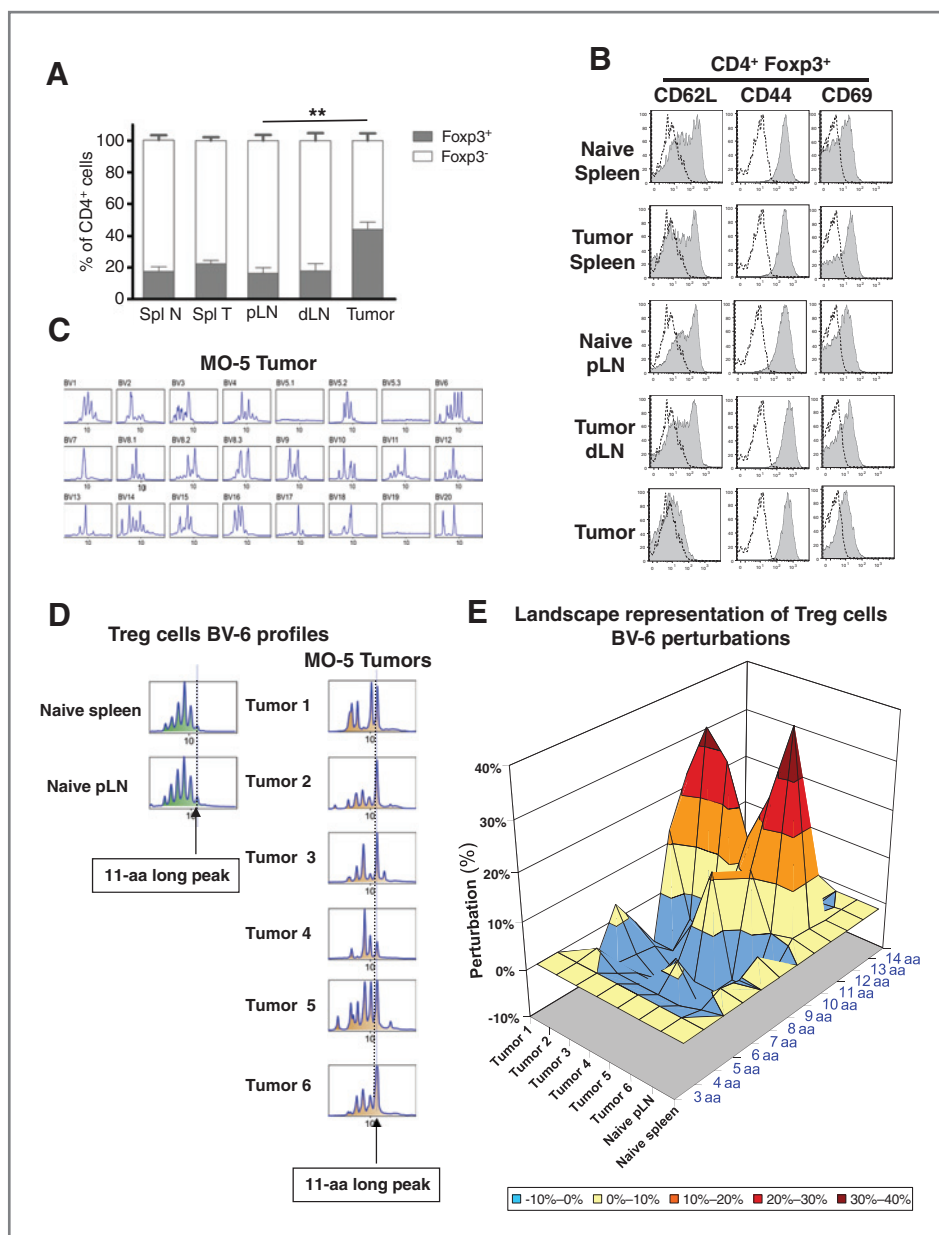 A
**
Foxp3+
Foxp3-
% of CD4+ cells
100
80
60
40
20
0
Spl N Spl T pLN dLN Tumor
B
CD4+ Foxp3+
CD62L CD44 CD69
Naive
Spleen
Tumor
Spleen
Naive
pLN
Tumor
dLN
Tumor
C
MO-5 Tumor
BV1 BV2 BV3 BV4 BV5.1 BV5.2 BV5.3 BV6
BV7 BV8.1 BV8.2 BV8.3 BV9 BV10 BV11 BV12
BV13 BV14 BV15 BV16 BV17 BV18 BV19 BV20
D
Treg cells BV-6 profiles
MO-5 Tumors
Naive spleen
Naive pLN
11-aa long peak
Tumor 1
Tumor 2
Tumor 3
Tumor 4
Tumor 5
Tumor 6
11-aa long peak
E
Landscape representation of Treg cells
BV-6 perturbations
Perturbation (%)
40%
30%
20%
10%
0%
-10%
Tumor 1
Tumor 2
Tumor 3
Tumor 4
Tumor 5
Tumor 6
Naive pLN
Naive spleen
14 aa
13 aa
12 aa
11 aa
10 aa
9 aa
8 aa
7 aa
6 aa
5 aa
4 aa
3 aa
-10%–0% 0%–10% 10%–20% 20%–30% 30%–40%